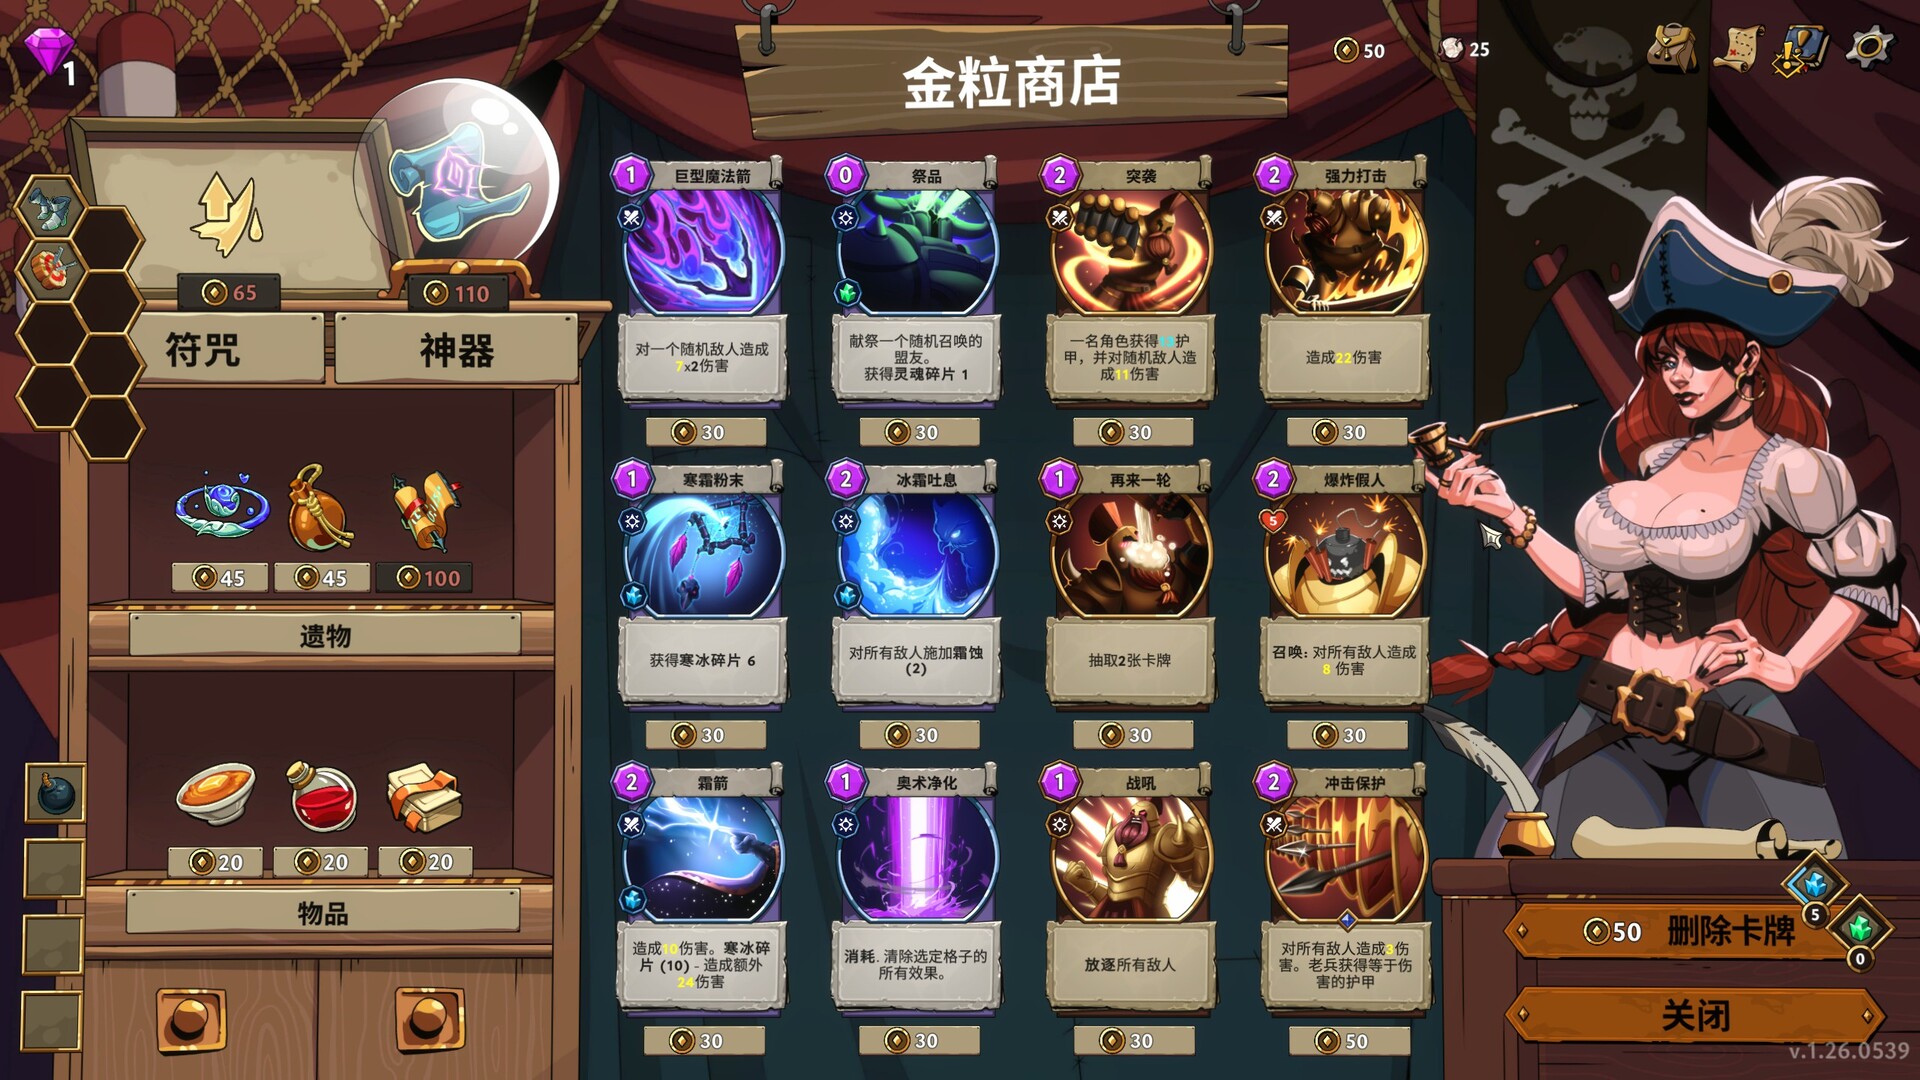 金粒商店
50
25
1
65
110
符咒
神器
45
45
100
遗物
20
20
20
物品
1
巨型魔法箭
对一个随机敌人造成
7x2伤害
30
0
祭品
献祭一个随机召唤的
盟友。
获得灵魂碎片 1
30
2
突袭
一名角色获得 护
甲，并对随机敌人造
成11伤害
30
2
强力打击
造成22伤害
30
1
寒霜粉末
获得寒冰碎片 6
30
2
冰霜吐息
对所有敌人施加霜蚀
(2)
30
1
再来一轮
抽取2张卡牌
30
2
爆炸假人
5
召唤: 对所有敌人造成
8 伤害
30
2
霜箭
造成10伤害。寒冰碎
片 (10) - 造成额外
24伤害
30
1
奥术净化
消耗. 清除选定格子的
所有效果。
30
1
战吼
放逐所有敌人
30
2
冲击保护
对所有敌人造成3伤
害。老兵获得等于伤
害的护甲
50
50 删除卡牌
5
0
关闭
v.1.26.0539